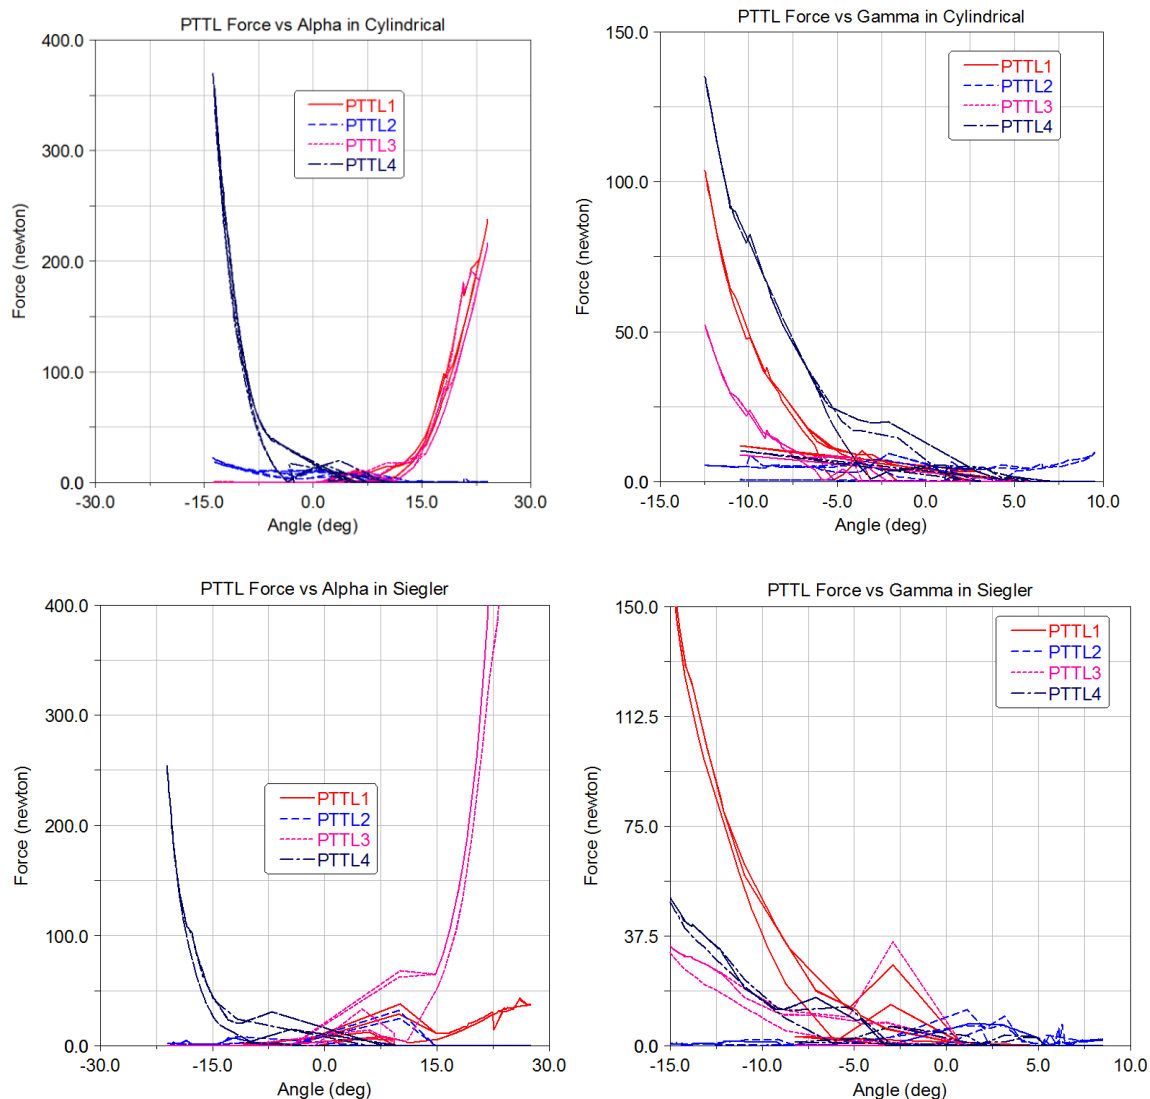 PTTL Force vs Alpha in Cylindrical
400.0
300.0
200.0
100.0
0.0
Force (newton)
PTTL1
PTTL2
PTTL3
PTTL4
-30.0 -15.0 0.0 15.0 30.0
Angle (deg)
PTTL Force vs Gamma in Cylindrical
150.0
100.0
50.0
0.0
Force (newton)
PTTL1
PTTL2
PTTL3
PTTL4
-15.0 -10.0 -5.0 0.0 5.0 10.0
Angle (deg)
PTTL Force vs Alpha in Siegler
400.0
300.0
200.0
100.0
0.0
Force (newton)
PTTL1
PTTL2
PTTL3
PTTL4
-30.0 -15.0 0.0 15.0 30.0
Angle (deg)
PTTL Force vs Gamma in Siegler
150.0
112.5
75.0
37.5
0.0
Force (newton)
PTTL1
PTTL2
PTTL3
PTTL4
-15.0 -10.0 -5.0 0.0 5.0 10.0
Angle (deg)